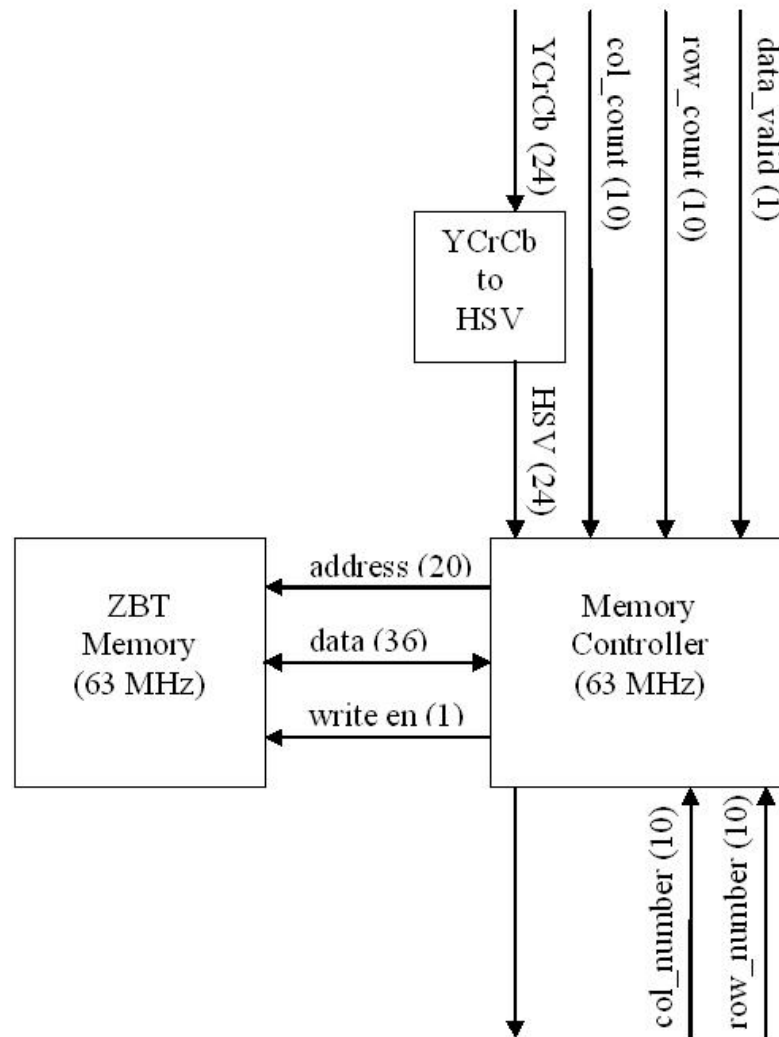 YCrCb (24)
col_count (10)
row_count (10)
data_valid (1)
YCrCb
to
HSV
HSV (24)
ZBT
Memory
(63 MHz)
address (20)
data (36)
write en (1)
Memory
Controller
(63 MHz)
col_number (10)
row_number (10)